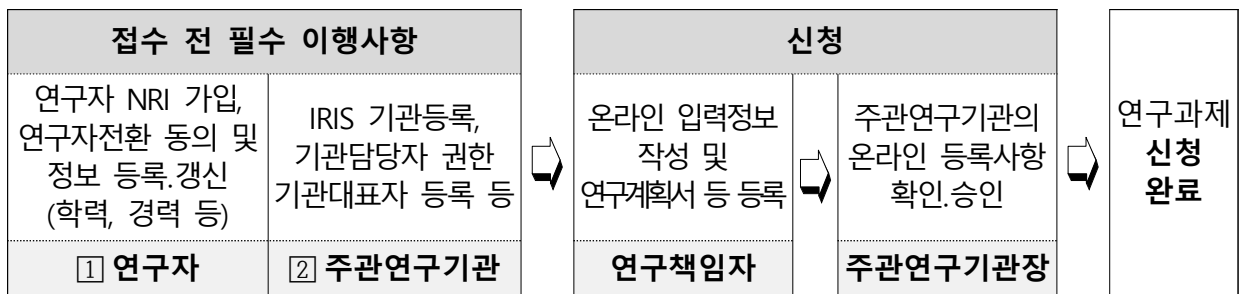 접수 전 필수 이행사항
연구자 NRI 가입,
연구자전환 동의 및
정보 등록.갱신
(학력, 경력 등)
1 연구자
IRIS 기관등록,
기관담당자 권한
기관대표자 등록 등
2 주관연구기관
신청
온라인 입력정보
작성 및
연구계획서 등 등록
연구책임자
주관연구기관의
온라인 등록사항
확인.승인
주관연구기관장
연구과제
신청
완료